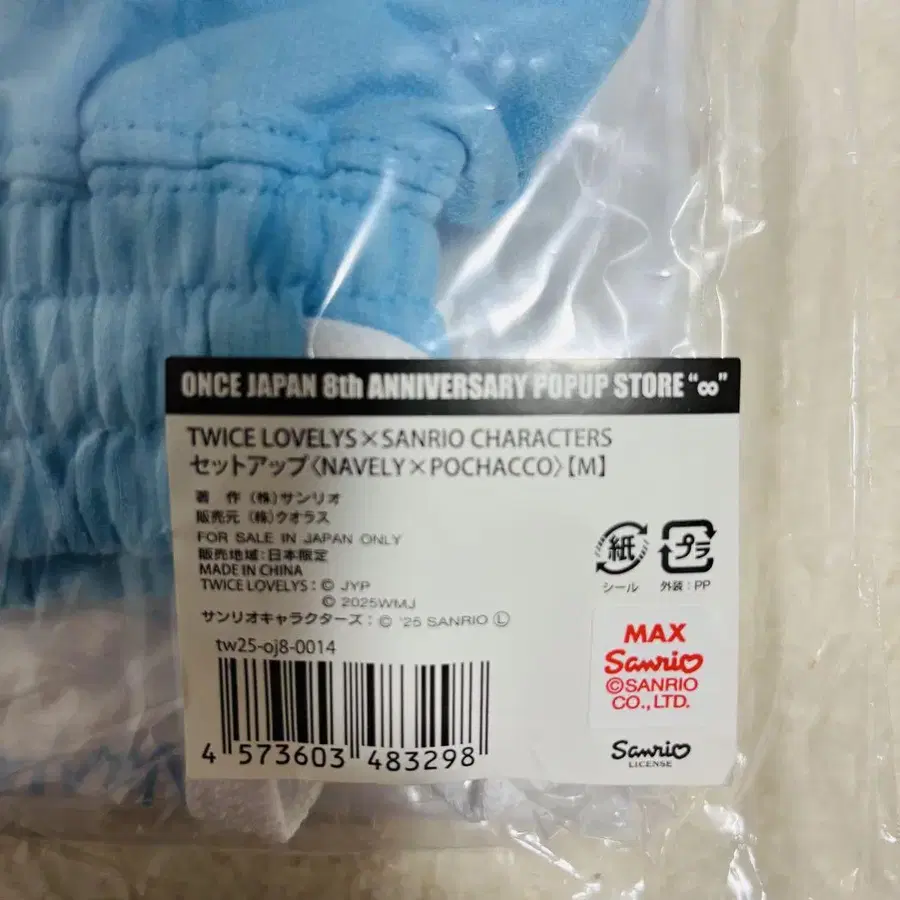 ONCE JAPAN 8th ANNIVERSARY POPUP STORE “∞”
TWICE LOVELYS×SANRIO CHARACTERS
セットアップ〈NAVELY×POCHACCO〉【M】
著　作 （株）サンリオ
販売元 （株）クオラス
FOR SALE IN JAPAN ONLY
販売地域：日本限定
MADE IN CHINA
TWICE LOVELYS：© JYP
© 2025WMJ
サンリオキャラクターズ：© '25 SANRIO Ⓛ
tw25-oj8-0014
4 573603 483298
紙
シール
プラ
外装：PP
MAX
Sanrio
©SANRIO
CO.,LTD.
Sanrio
LICENSE